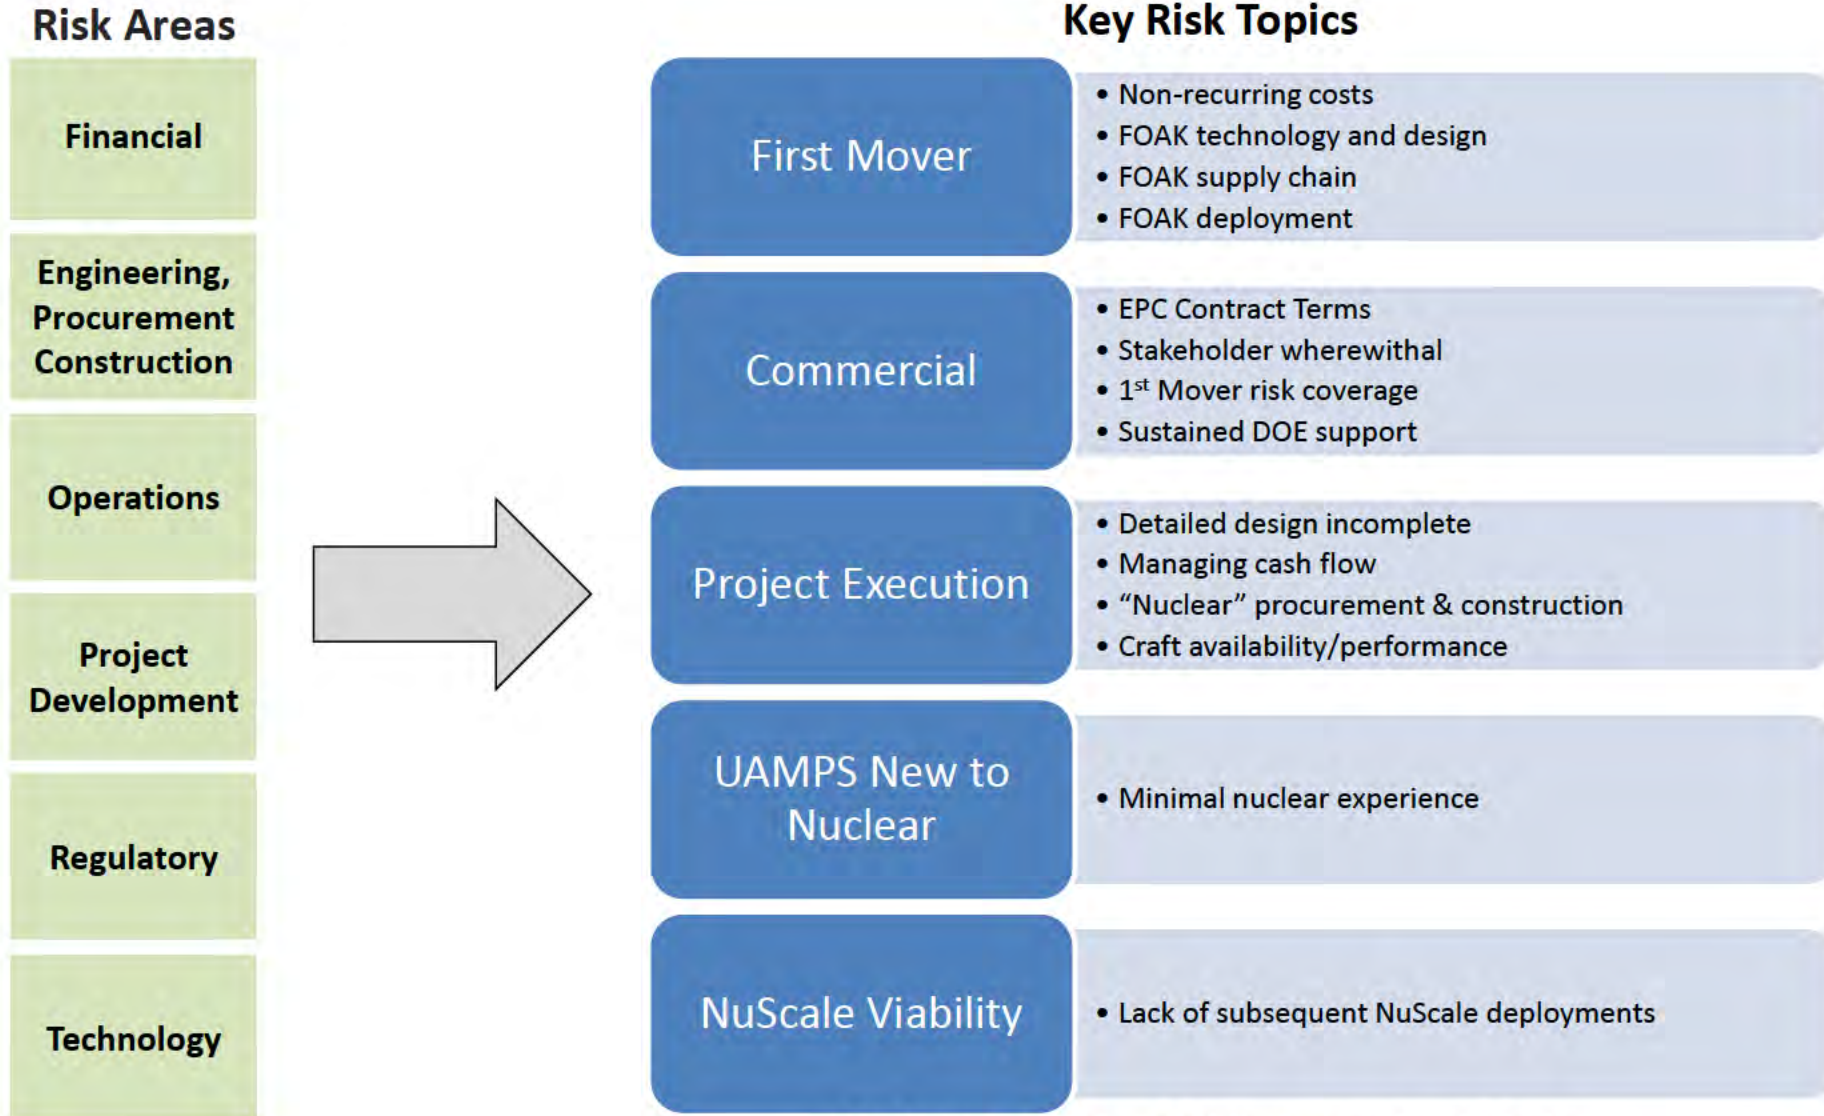 Risk Areas
Financial
Engineering,
Procurement
Construction
Operations
Project
Development
Regulatory
Technology
Key Risk Topics
First Mover
• Non-recurring costs
• FOAK technology and design
• FOAK supply chain
• FOAK deployment
Commercial
• EPC Contract Terms
• Stakeholder wherewithal
• 1st Mover risk coverage
• Sustained DOE support
Project Execution
• Detailed design incomplete
• Managing cash flow
• “Nuclear” procurement & construction
• Craft availability/performance
UAMPS New to
Nuclear
• Minimal nuclear experience
NuScale Viability
• Lack of subsequent NuScale deployments